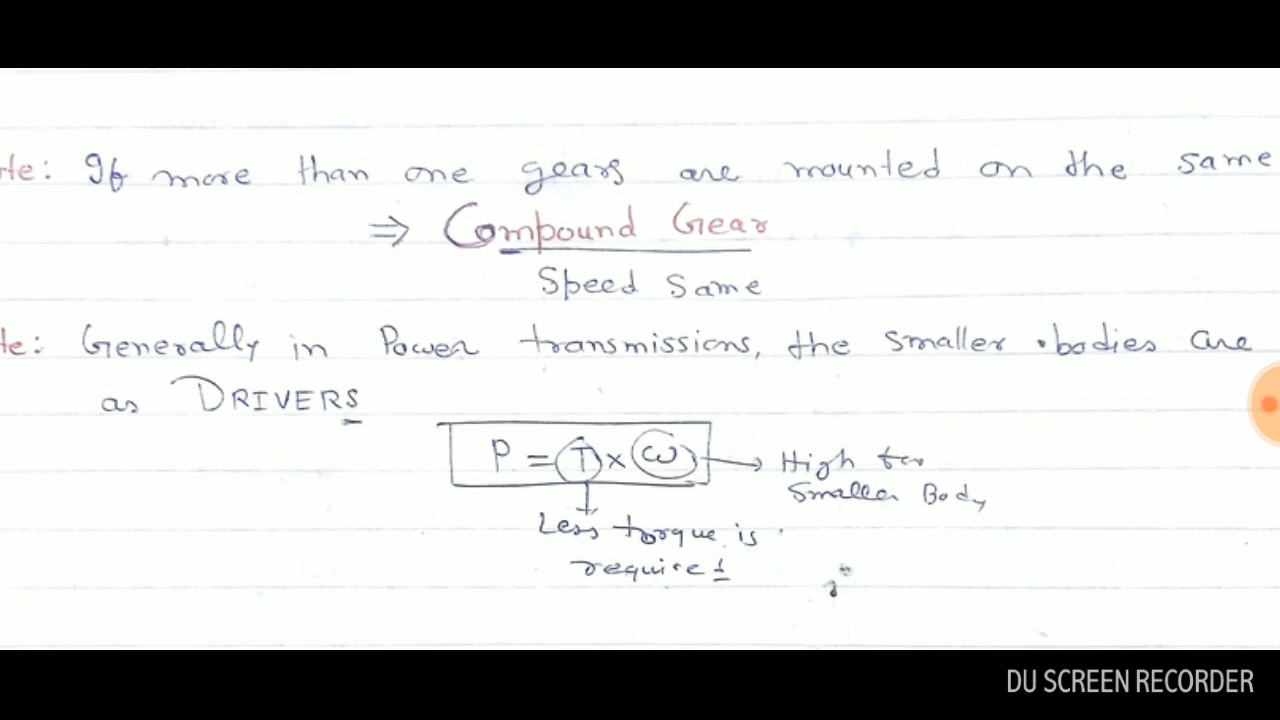 te: If more than one gears are mounted on the same
⇒ Compound Gear
Speed Same
te: Generally in Power transmissions, the smaller bodies are
as DRIVERS
P = T × ω → High for
Smaller Body
Less torque is
required
DU SCREEN RECORDER